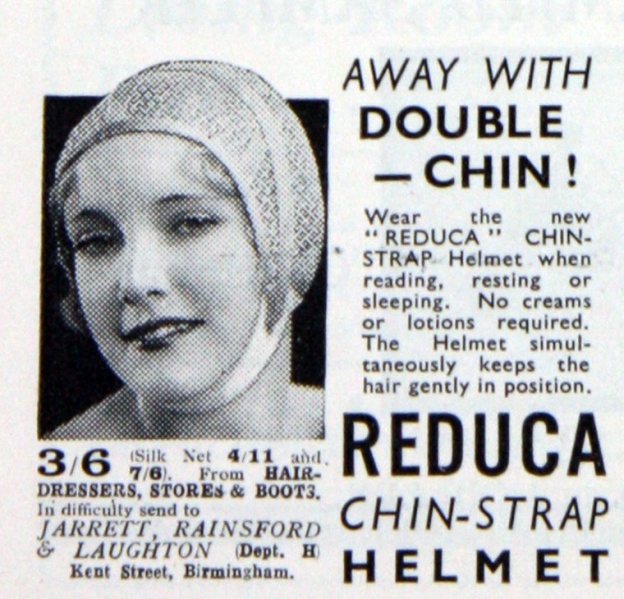 AWAY WITH
DOUBLE
— CHIN !
Wear the new
"REDUCA" CHIN-
STRAP Helmet when
reading, resting or
sleeping. No creams
or lotions required.
The Helmet simul-
taneously keeps the
hair gently in position.
REDUCA
CHIN-STRAP
HELMET
3/6 (Silk Net 4/11 and
7/6). From HAIR-
DRESSERS, STORES & BOOTS.
In difficulty send to
JARRETT, RAINSFORD
& LAUGHTON (Dept. H)
Kent Street, Birmingham.